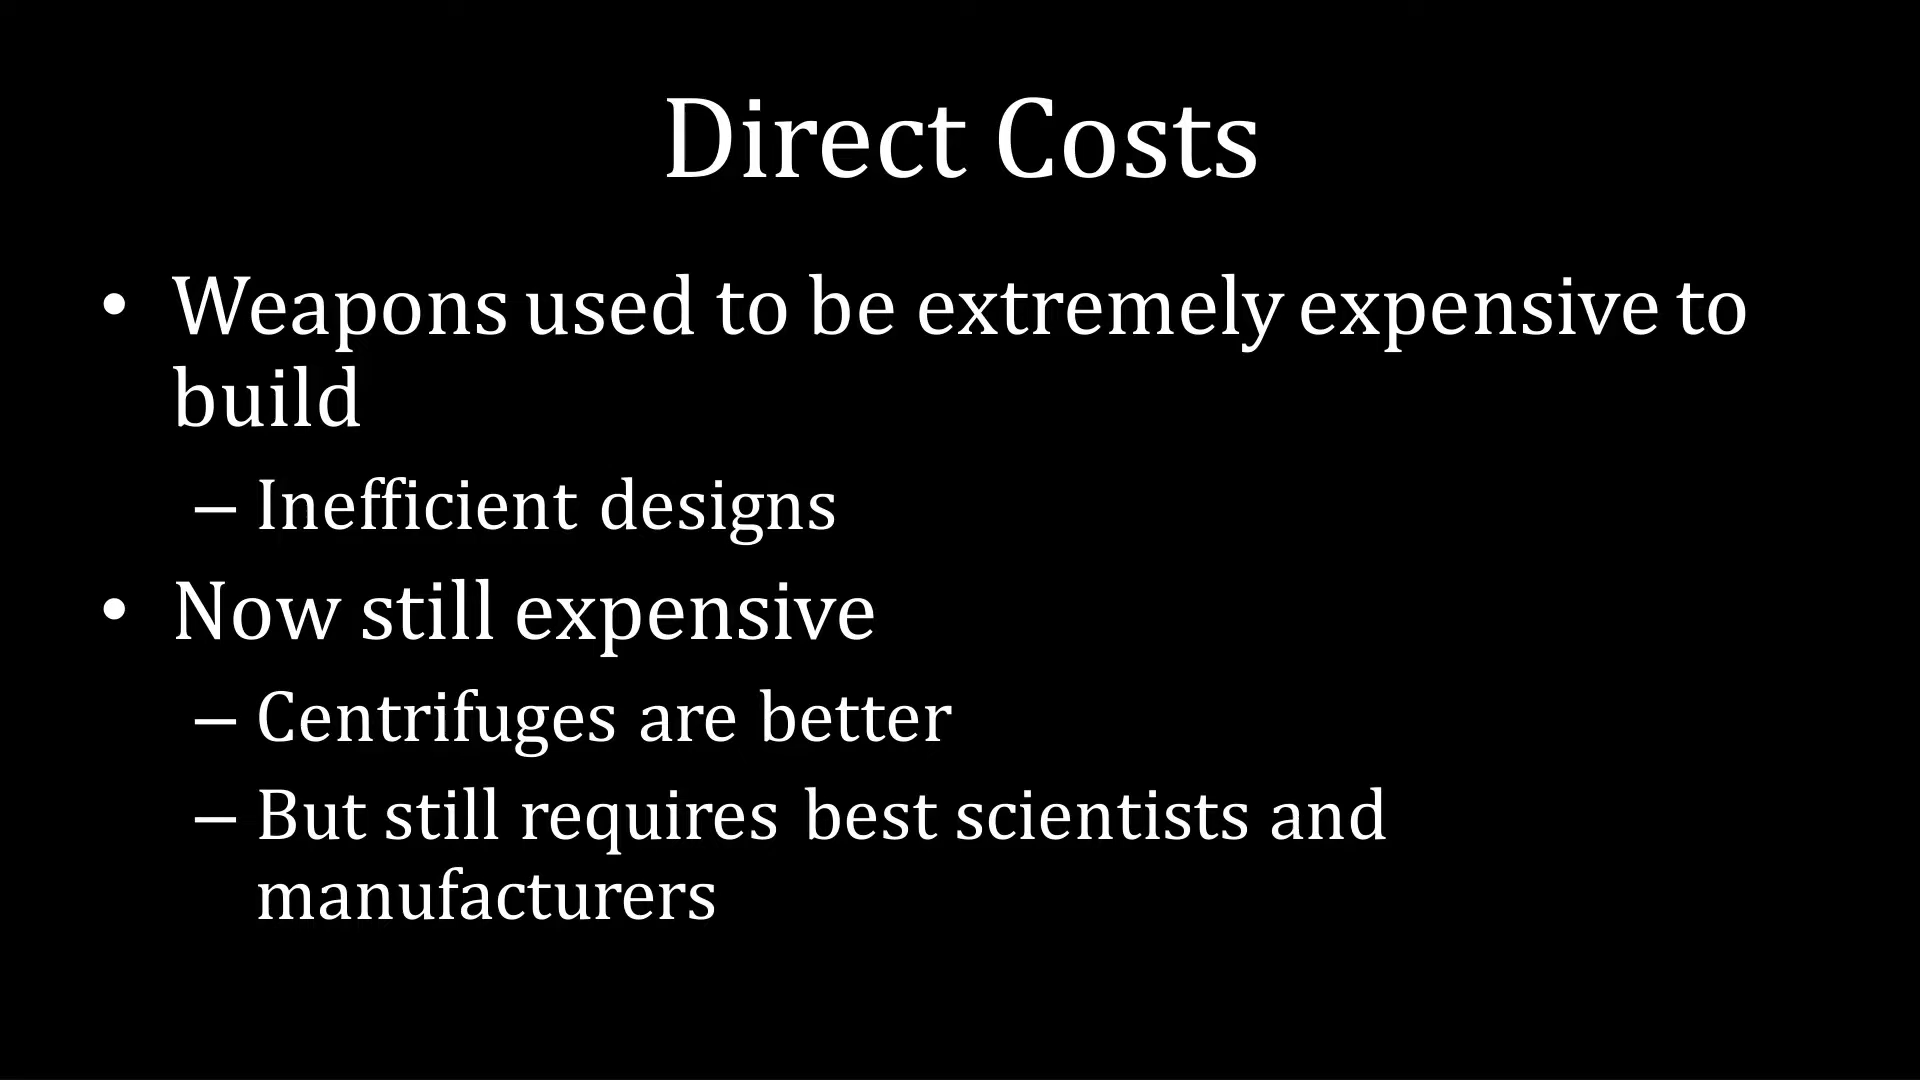 Direct Costs
• Weapons used to be extremely expensive to
build
– Inefficient designs
• Now still expensive
– Centrifuges are better
– But still requires best scientists and
manufacturers